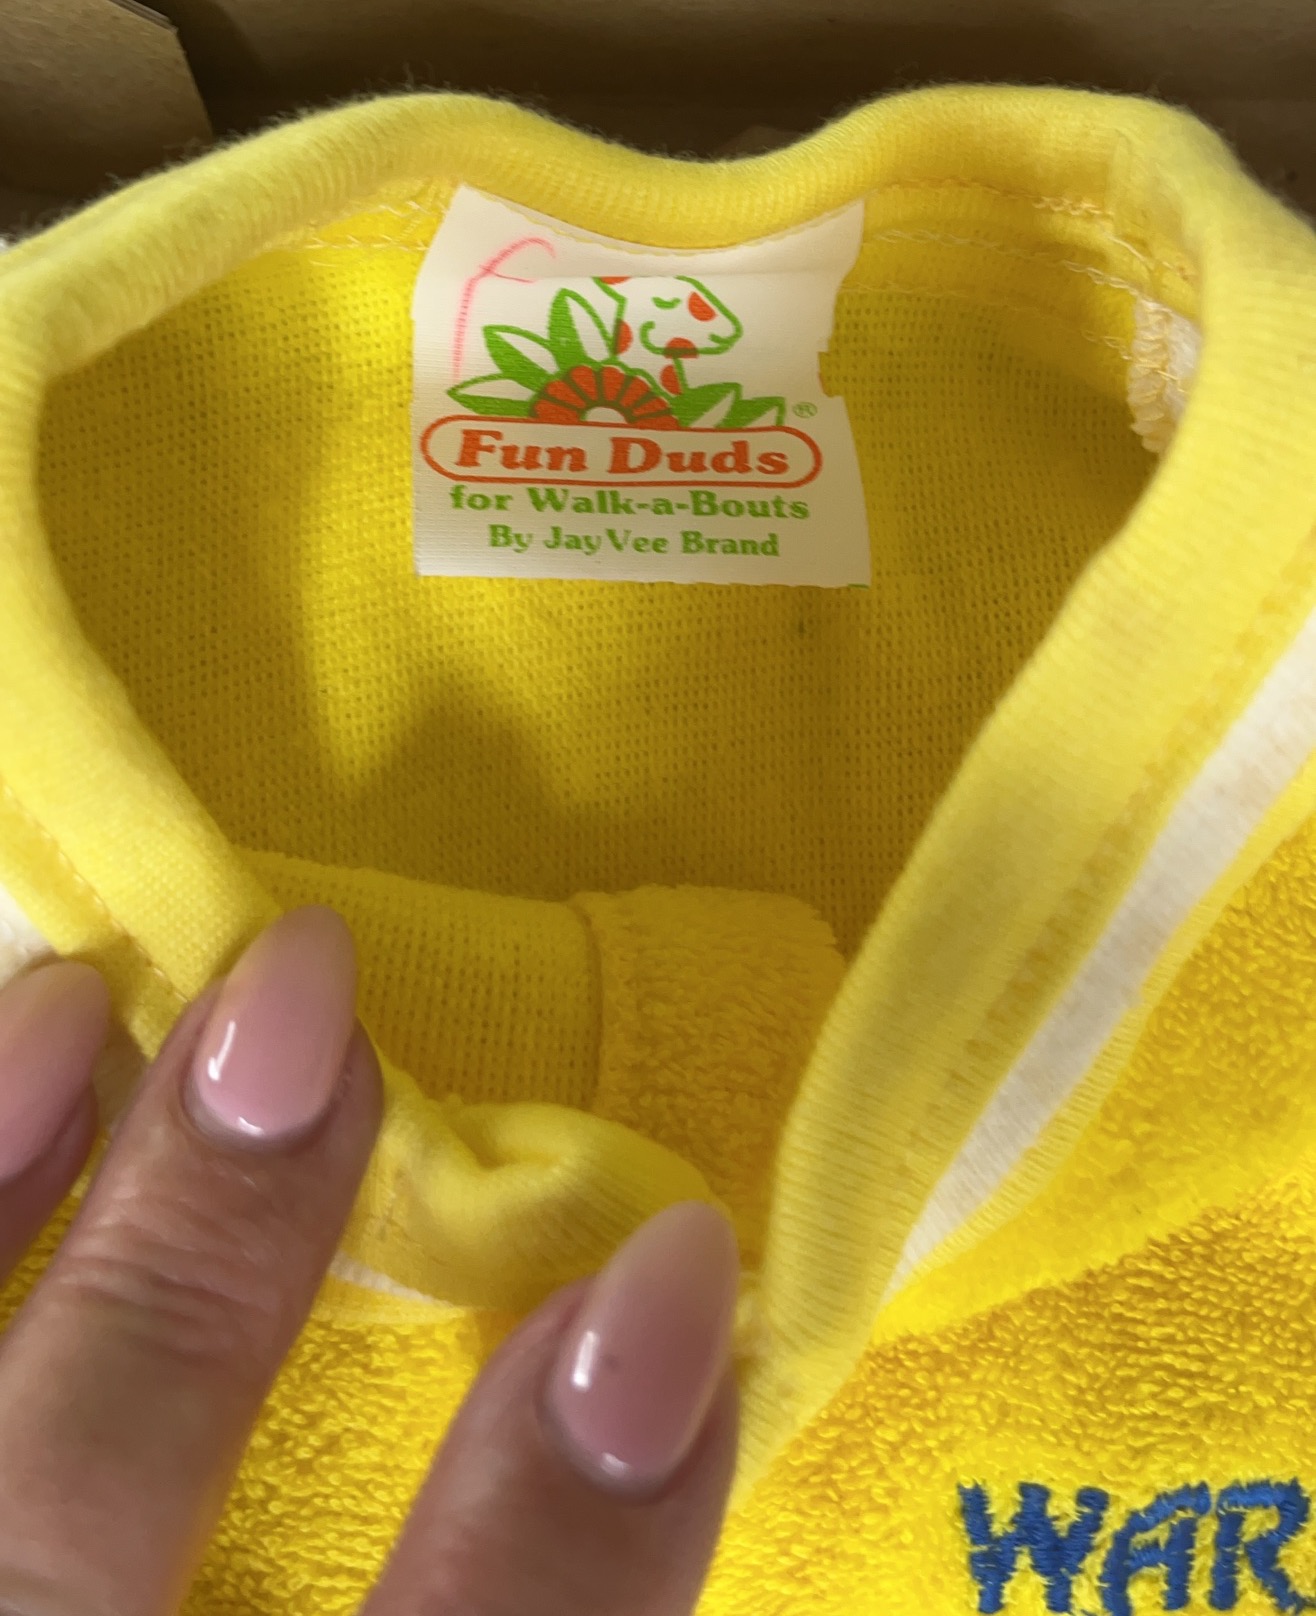 ®
Fun Duds
for Walk-a-Bouts
By JayVee Brand
WAR